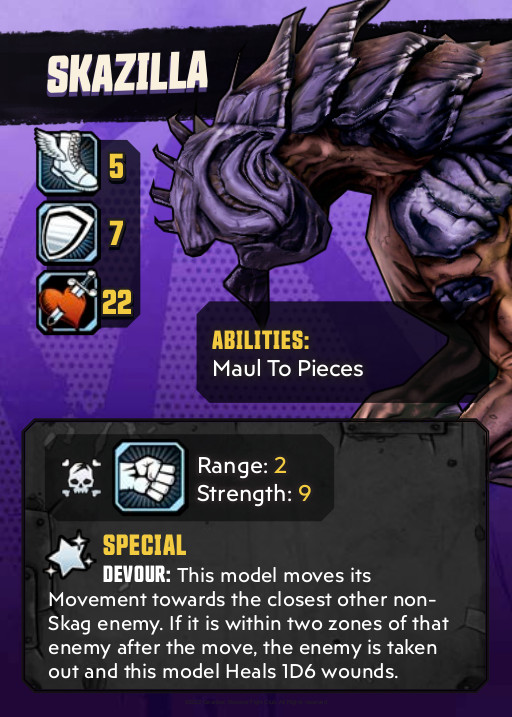 SKAZILLA
5
7
22
ABILITIES:
Maul To Pieces
Range: 2
Strength: 9
SPECIAL
DEVOUR: This model moves its
Movement towards the closest other non-
Skag enemy. If it is within two zones of that
enemy after the move, the enemy is taken
out and this model Heals 1D6 wounds.